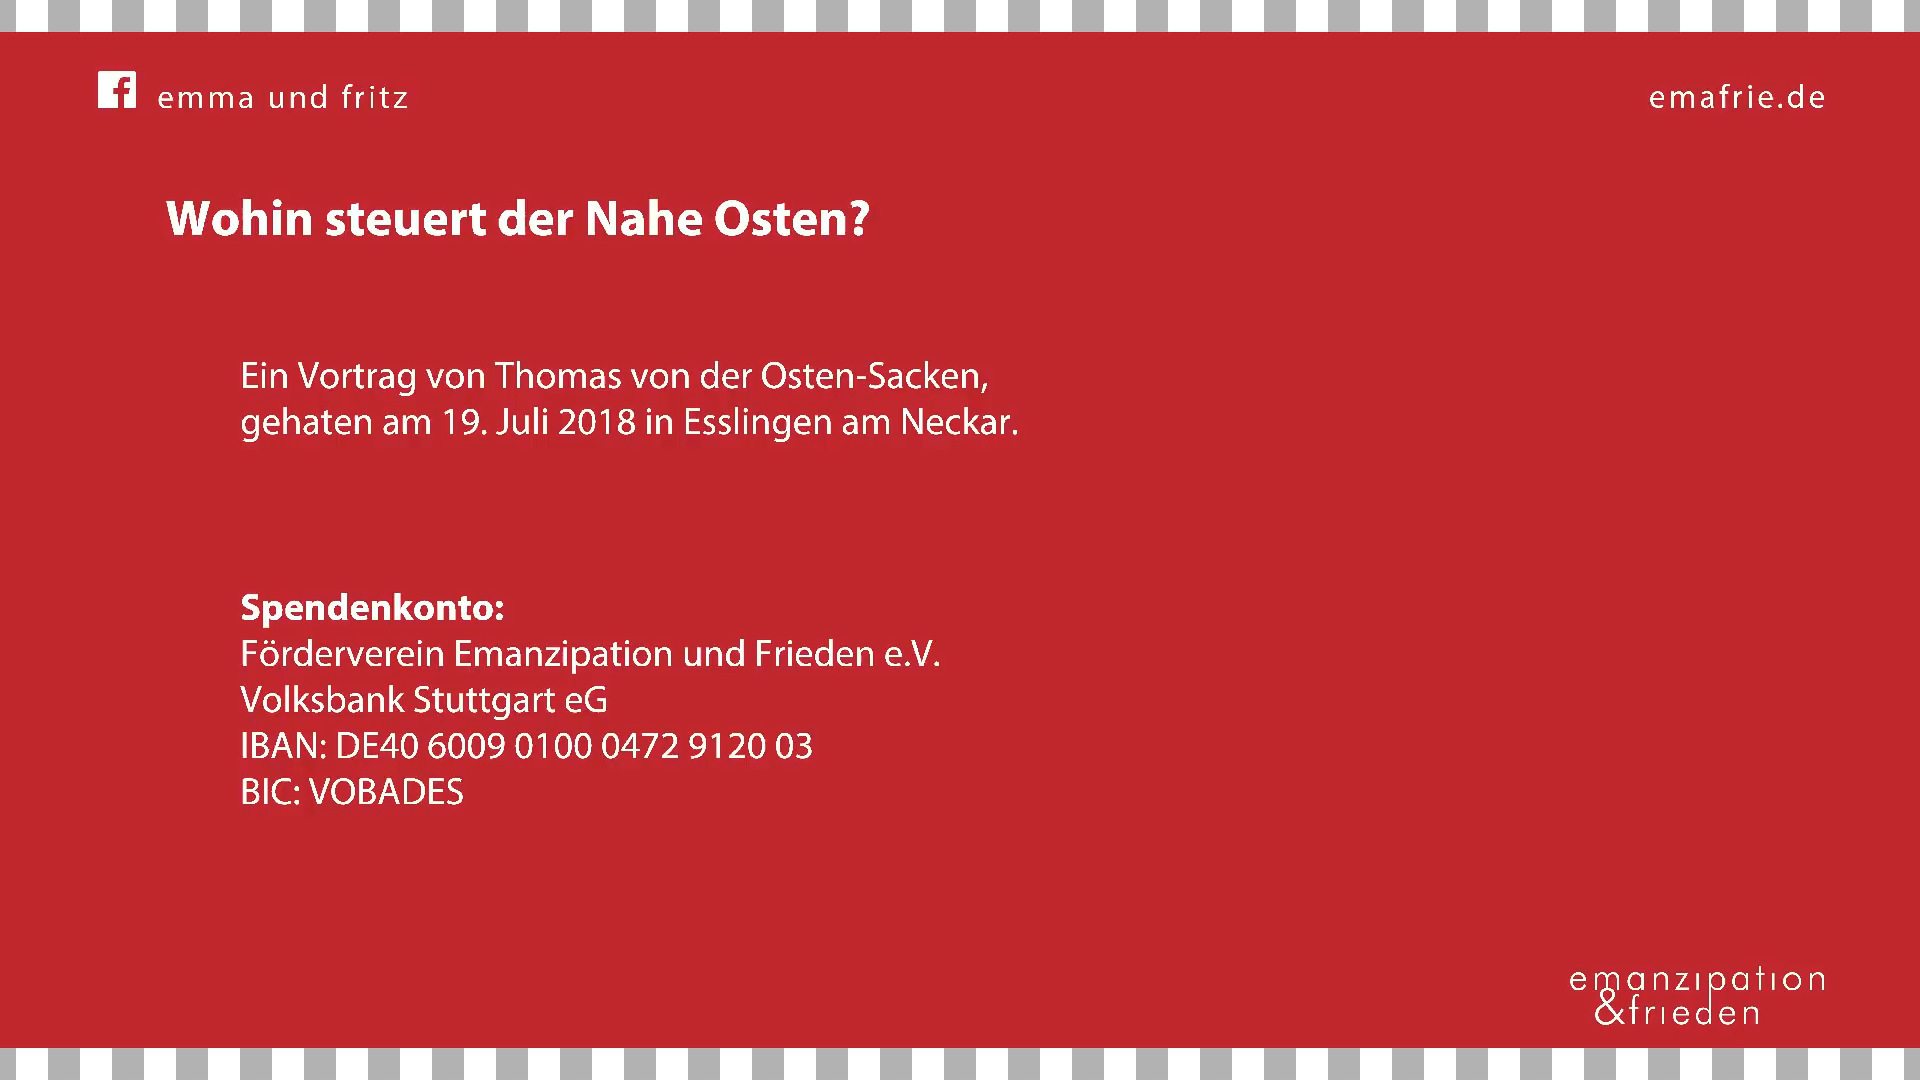 emma und fritz
emafrie.de
Wohin steuert der Nahe Osten?
Ein Vortrag von Thomas von der Osten-Sacken,
gehaten am 19. Juli 2018 in Esslingen am Neckar.
Spendenkonto:
Förderverein Emanzipation und Frieden e.V.
Volksbank Stuttgart eG
IBAN: DE40 6009 0100 0472 9120 03
BIC: VOBADES
emanzipation
&frieden